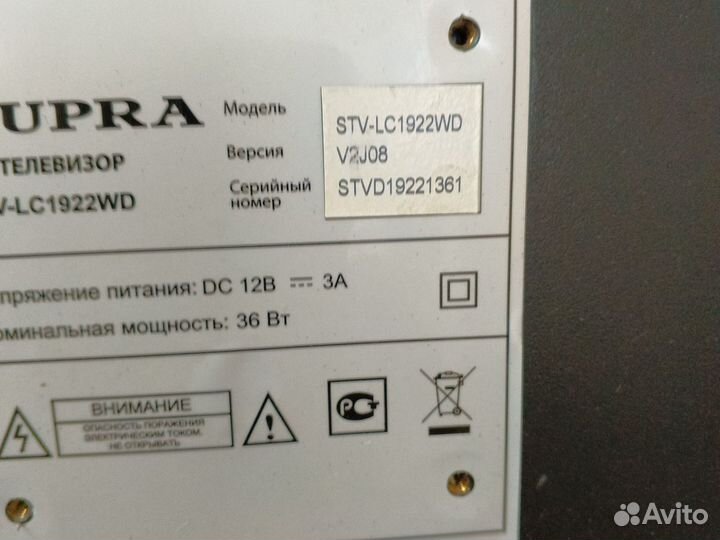 UPRA
ТЕЛЕВИЗОР
V-LC1922WD
Модель STV-LC1922WD
Версия V2J08
Серийный номер STVD19221361
пряжение питания: DC 12В 3А
оминальная мощность: 36 Вт
ВНИМАНИЕ
ОПАСНОСТЬ ПОРАЖЕНИЯ
ЭЛЕКТРИЧЕСКИМ ТОКОМ,
НЕ ОТКРЫВАТЬ
РСТ
Avito